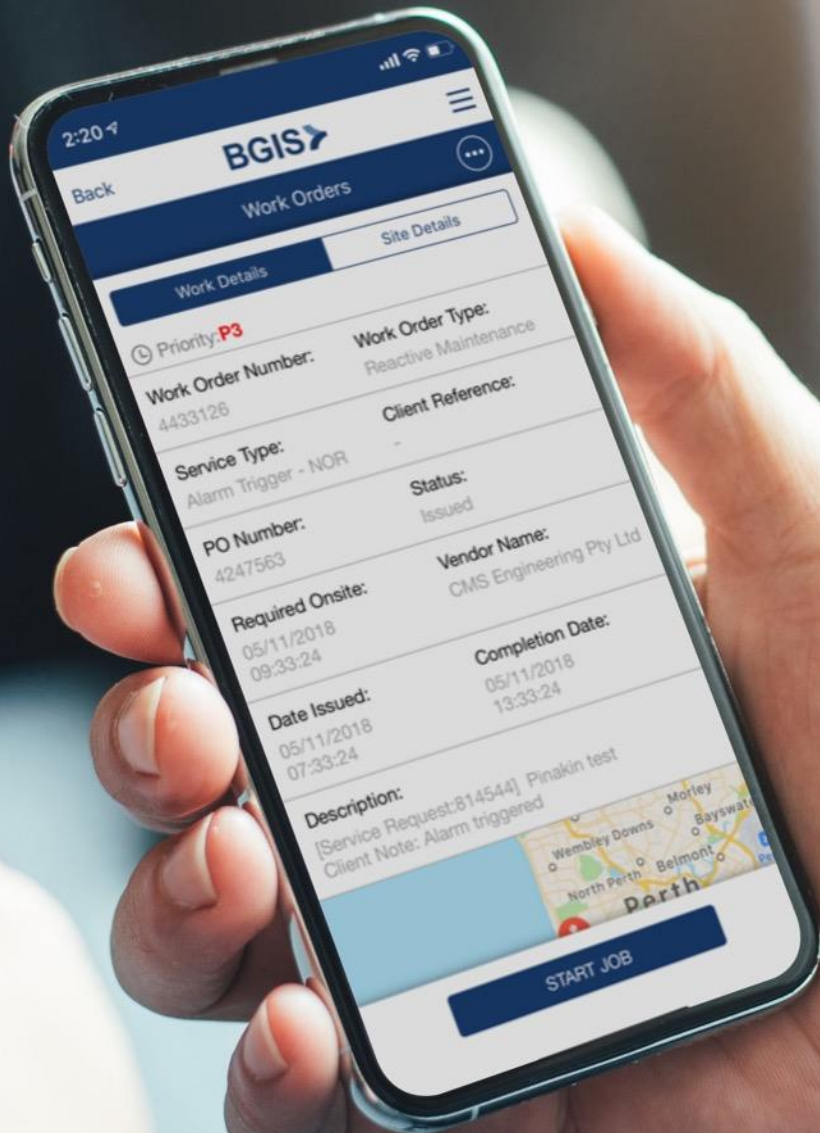 2:20
Back
BGIS
Work Orders
Work Details
Site Details
Priority:P3
Work Order Number:
4433126
Work Order Type:
Reactive Maintenance
Service Type:
Alarm Trigger - NOR
Client Reference:
-
PO Number:
4247563
Status:
Issued
Required Onsite:
05/11/2018
09:33:24
Vendor Name:
CMS Engineering Pty Ltd
Date Issued:
05/11/2018
07:33:24
Completion Date:
05/11/2018
13:33:24
Description:
[Service Request:814544] Pinakin test
Client Note: Alarm triggered
Morley
Wembley Downs
North Perth
Belmont
Perth
START JOB